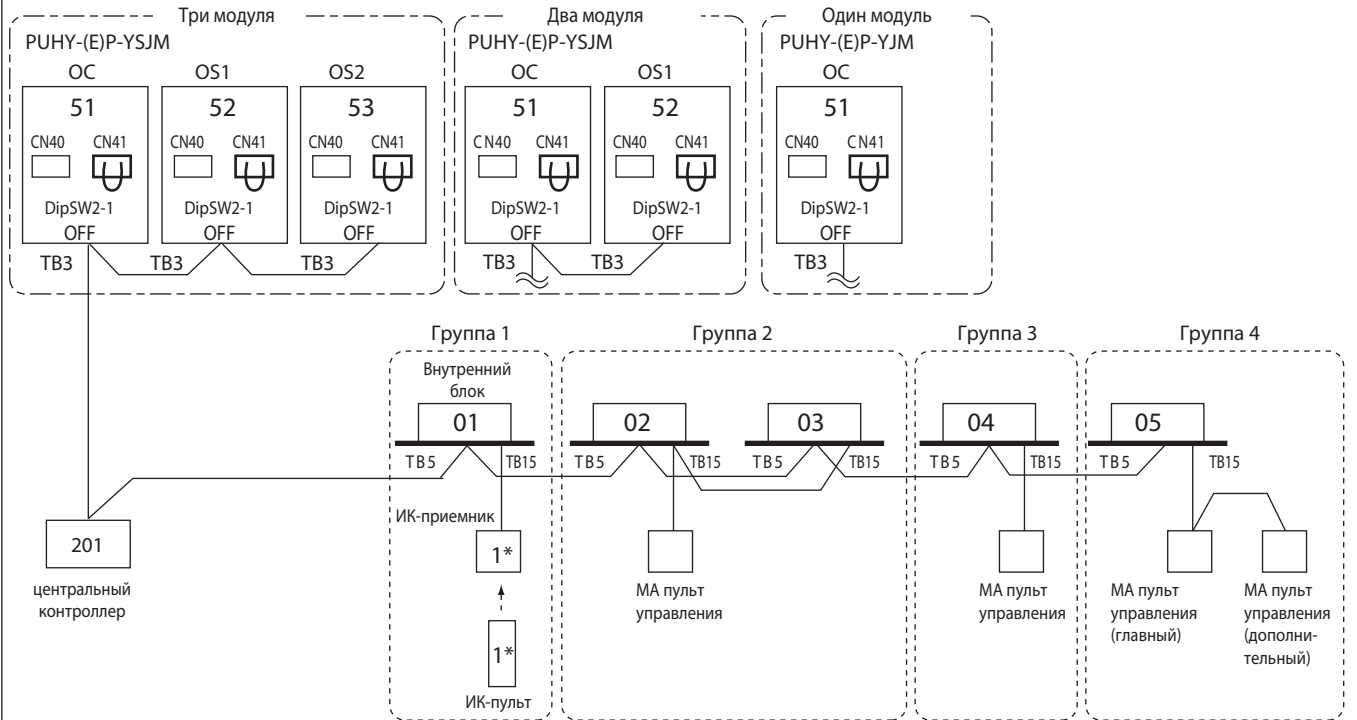 Три модуля
PUHY-(E)P-YSJM
OC OS1 OS2
51 52 53
CN40 CN41 CN40 CN41 CN40 CN41
DipSW2-1 DipSW2-1 DipSW2-1
OFF OFF OFF
TB3 TB3 TB3
Два модуля
PUHY-(E)P-YSJM
OC OS1
51 52
CN40 CN41 CN40 CN41
DipSW2-1 DipSW2-1
OFF OFF
TB3 TB3
Один модуль
PUHY-(E)P-YJM
OC
51
CN40 CN41
DipSW2-1
OFF
TB3
Группа 1 Группа 2 Группа 3 Группа 4
Внутренний
блок
01 02 03 04 05
TB5 TB15 TB5 TB15 TB5 TB15 TB5 TB15 TB5 TB15
ИК-приемник
1*
1*
ИК-пульт
201
центральный
контроллер
MA пульт
управления
MA пульт
управления
MA пульт
управления
(главный)
MA пульт
управления
(дополни-
тельный)